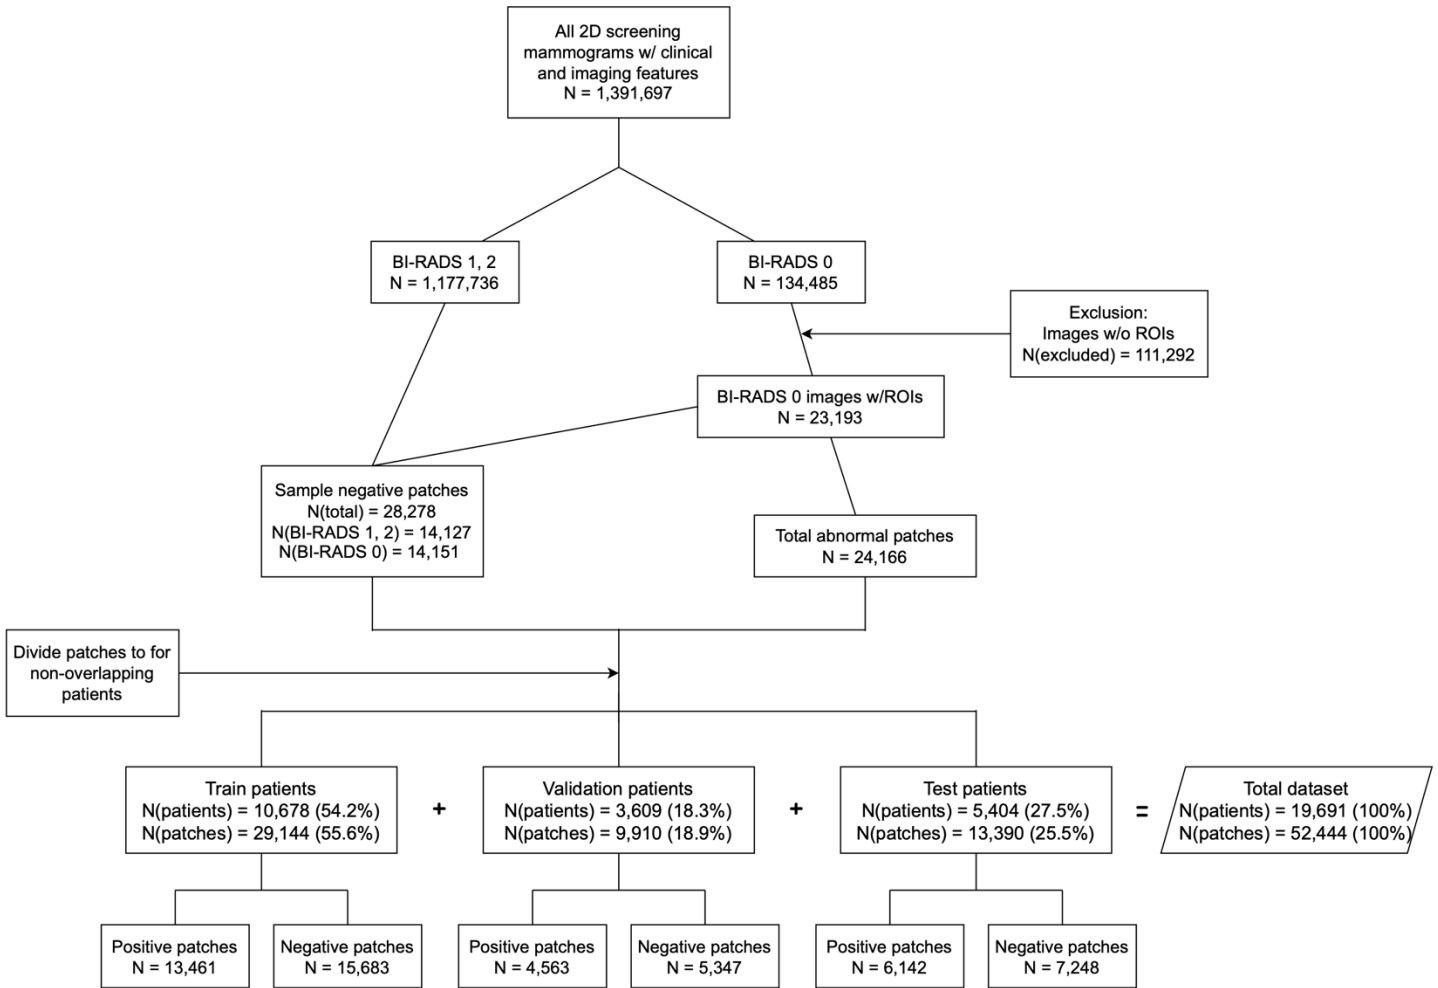 All 2D screening
mammograms w/ clinical
and imaging features
N = 1,391,697
BI-RADS 1, 2
N = 1,177,736
BI-RADS 0
N = 134,485
Exclusion:
Images w/o ROIs
N(excluded) = 111,292
BI-RADS 0 images w/ROIs
N = 23,193
Sample negative patches
N(total) = 28,278
N(BI-RADS 1, 2) = 14,127
N(BI-RADS 0) = 14,151
Total abnormal patches
N = 24,166
Divide patches to for
non-overlapping
patients
Train patients
N(patients) = 10,678 (54.2%)
N(patches) = 29,144 (55.6%)
+
Validation patients
N(patients) = 3,609 (18.3%)
N(patches) = 9,910 (18.9%)
+
Test patients
N(patients) = 5,404 (27.5%)
N(patches) = 13,390 (25.5%)
=
Total dataset
N(patients) = 19,691 (100%)
N(patches) = 52,444 (100%)
Positive patches
N = 13,461
Negative patches
N = 15,683
Positive patches
N = 4,563
Negative patches
N = 5,347
Positive patches
N = 6,142
Negative patches
N = 7,248